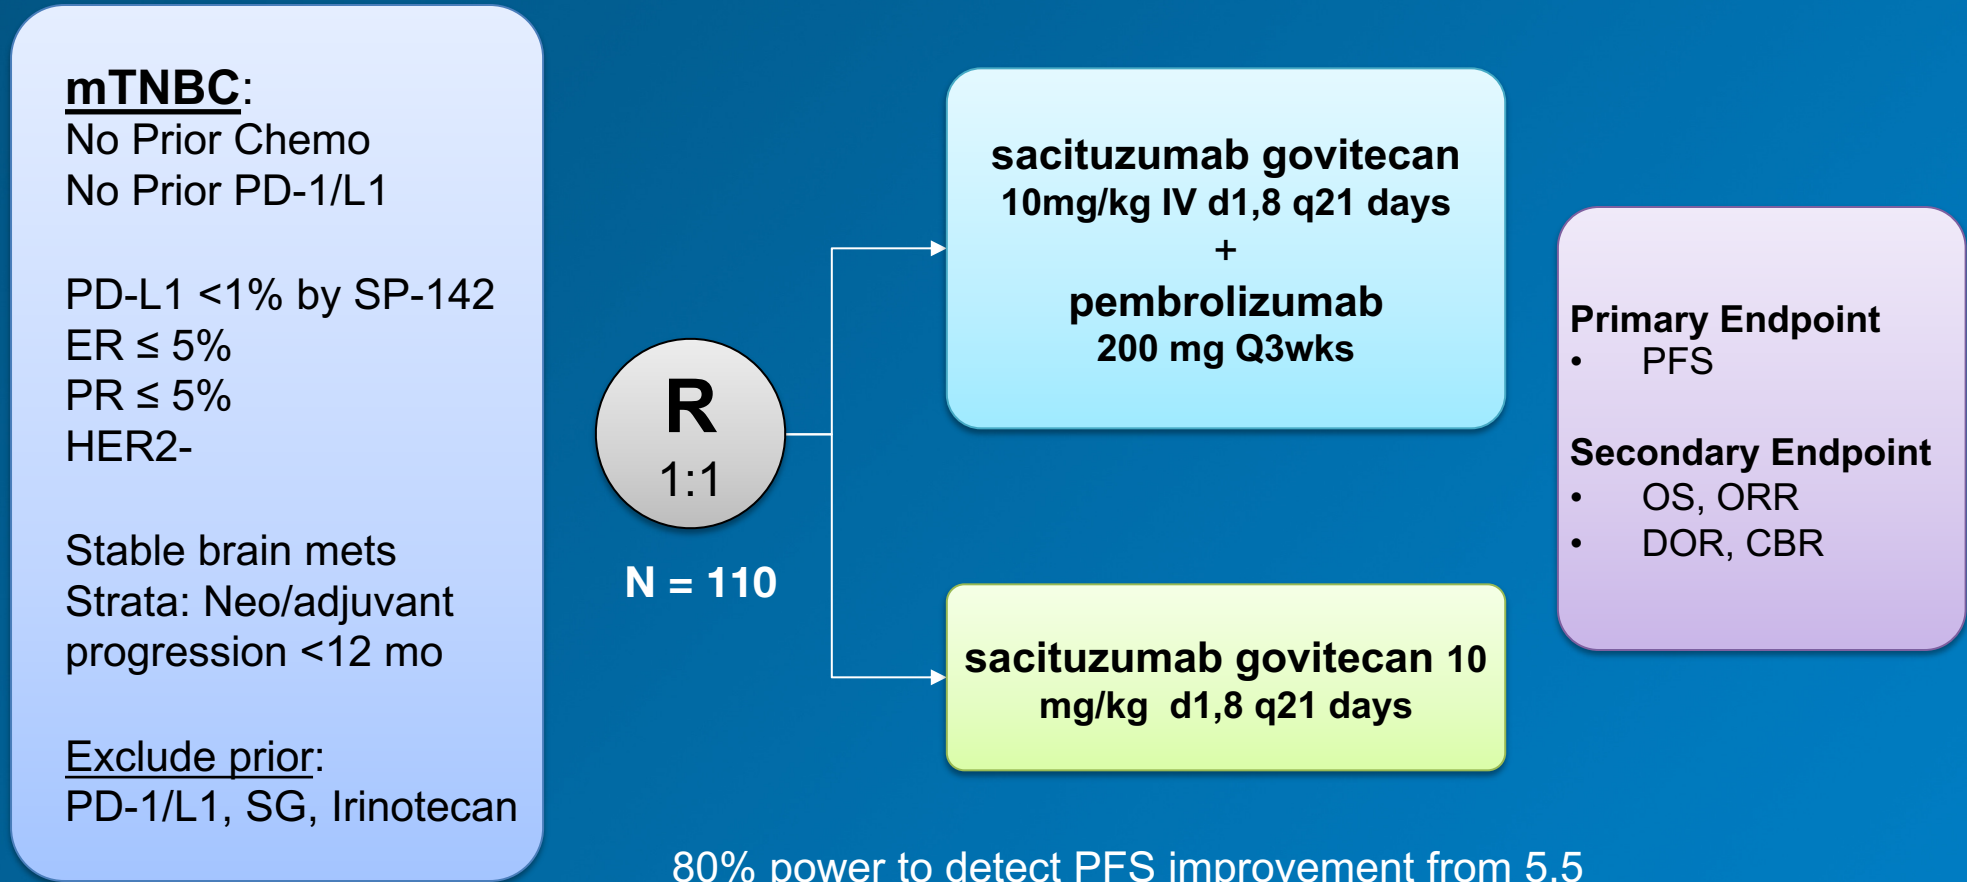 mTNBC:
No Prior Chemo
No Prior PD-1/L1
PD-L1 <1% by SP-142
ER ≤ 5%
PR ≤ 5%
HER2-
Stable brain mets
Strata: Neo/adjuvant
progression <12 mo
Exclude prior:
PD-1/L1, SG, Irinotecan
R
1:1
N = 110
sacituzumab govitecan
10mg/kg IV d1,8 q21 days
+
pembrolizumab
200 mg Q3wks
sacituzumab govitecan 10
mg/kg d1,8 q21 days
Primary Endpoint
• PFS
Secondary Endpoint
• OS, ORR
• DOR, CBR
80% power to detect PFS improvement from 5.5